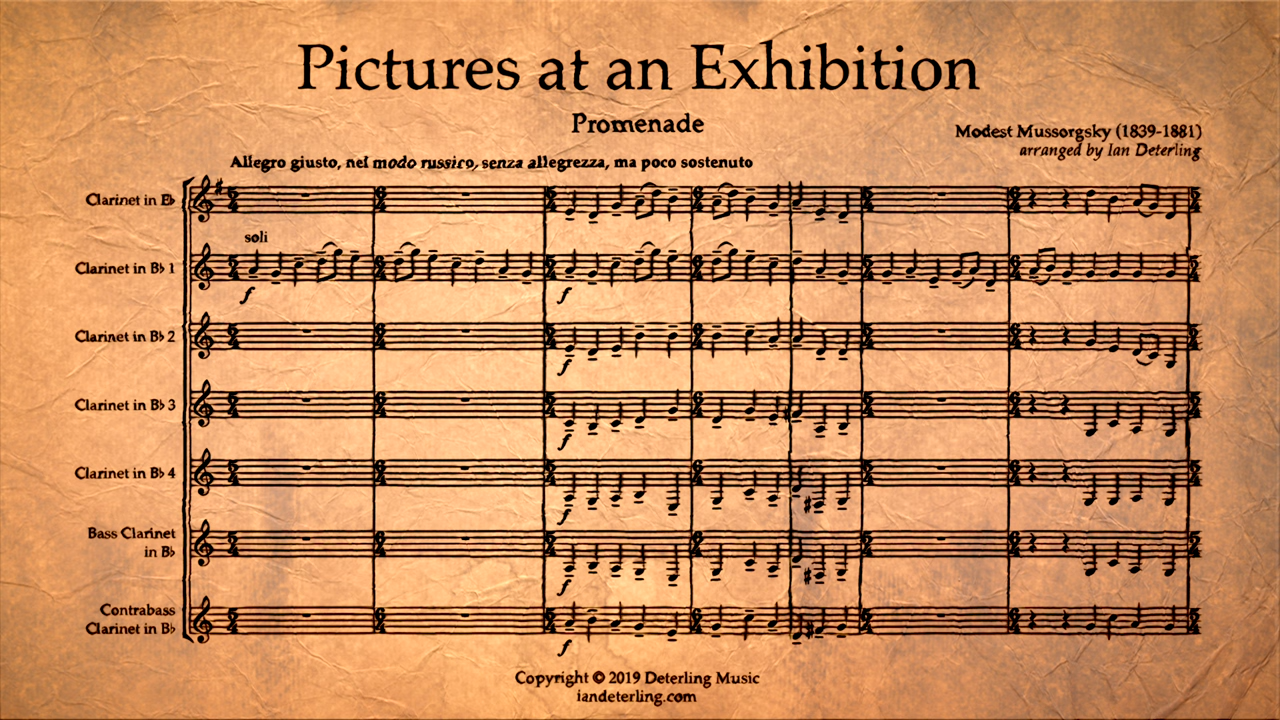 Pictures at an Exhibition
Promenade
Modest Mussorgsky (1839-1881)
arranged by Ian Deterling
Allegro giusto, nel modo russico, senza allegrezza, ma poco sostenuto
Clarinet in E♭
soli
Clarinet in B♭ 1
f
f
Clarinet in B♭ 2
f
Clarinet in B♭ 3
f
Clarinet in B♭ 4
f
Bass Clarinet
in B♭
f
Contrabass
Clarinet in B♭
f
Copyright © 2019 Deterling Music
iandeterling.com